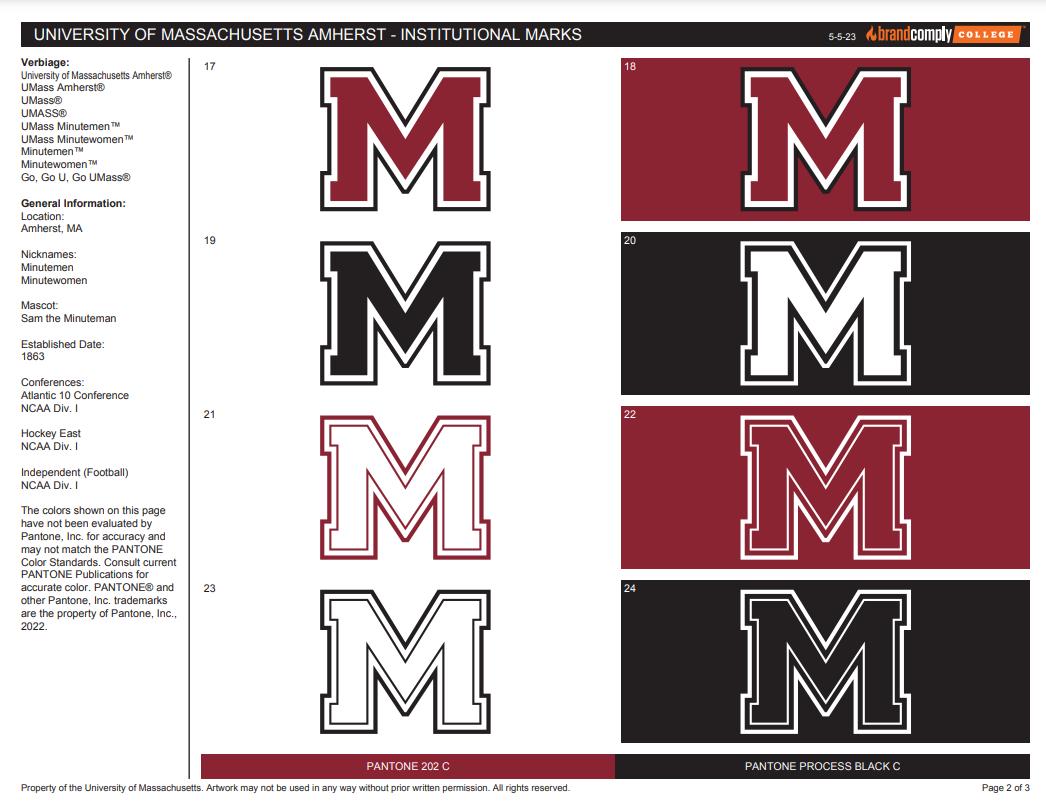 UNIVERSITY OF MASSACHUSETTS AMHERST - INSTITUTIONAL MARKS
5-5-23
brandcomply COLLEGE
Verbiage:
University of Massachusetts Amherst®
UMass Amherst®
UMass®
UMASS®
UMass Minutemen™
UMass Minutewomen™
Minutemen™
Minutewomen™
Go, Go U, Go UMass®
General Information:
Location:
Amherst, MA
Nicknames:
Minutemen
Minutewomen
Mascot:
Sam the Minuteman
Established Date:
1863
Conferences:
Atlantic 10 Conference
NCAA Div. I
Hockey East
NCAA Div. I
Independent (Football)
NCAA Div. I
The colors shown on this page
have not been evaluated by
Pantone, Inc. for accuracy and
may not match the PANTONE
Color Standards. Consult current
PANTONE Publications for
accurate color. PANTONE® and
other Pantone, Inc. trademarks
are the property of Pantone, Inc.,
2022.
17
M
18
M
19
M
20
M
21
M
22
M
23
M
24
M
PANTONE 202 C
PANTONE PROCESS BLACK C
Property of the University of Massachusetts. Artwork may not be used in any way without prior written permission. All rights reserved.
Page 2 of 3